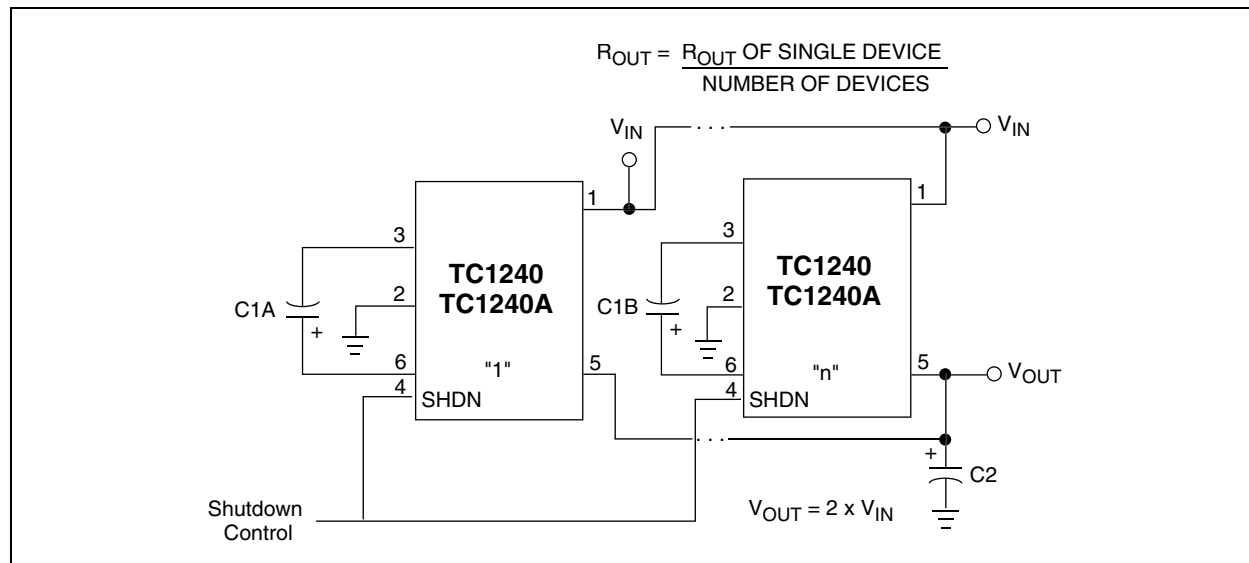 R_OUT = R_OUT OF SINGLE DEVICE
NUMBER OF DEVICES
V_IN
. . .
V_IN
1
1
3
3
TC1240
TC1240A
TC1240
TC1240A
C1A
2
C1B
2
+
+
6
"1"
5
6
"n"
5
V_OUT
4
SHDN
4
SHDN
. . .
+
C2
Shutdown
Control
V_OUT = 2 x V_IN